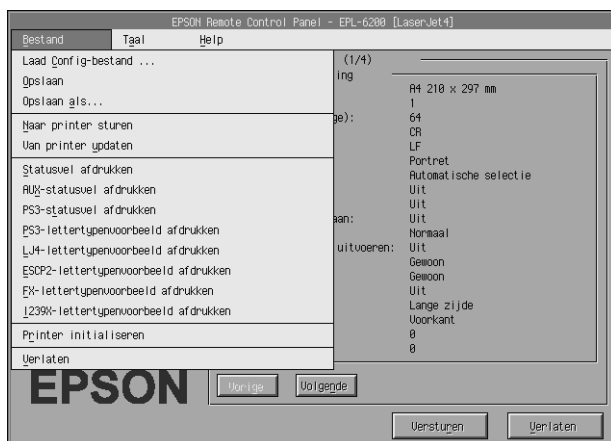 EPSON Remote Control Panel - EPL-6200 [LaserJet4]
Bestand Taal Help
Laad Config-bestand ...
Opslaan
Opslaan als...
Naar printer sturen
Van printer updaten
Statusvel afdrukken
AUX-statusvel afdrukken
PS3-statusvel afdrukken
PS3-lettertypenvoorbeeld afdrukken
LJ4-lettertypenvoorbeeld afdrukken
ESCP2-lettertypenvoorbeeld afdrukken
FX-lettertypenvoorbeeld afdrukken
I239X-lettertypenvoorbeeld afdrukken
Printer initialiseren
Verlaten
(1/4)
ing
A4 210 x 297 mm
1
ge): 64
CR
LF
Portret
Automatische selectie
Uit
Uit
aan: Uit
Normaal
uitvoeren: Uit
Gewoon
Gewoon
Uit
Lange zijde
Voorkant
0
0
EPSON
Vorige Volgende
Versturen Verlaten